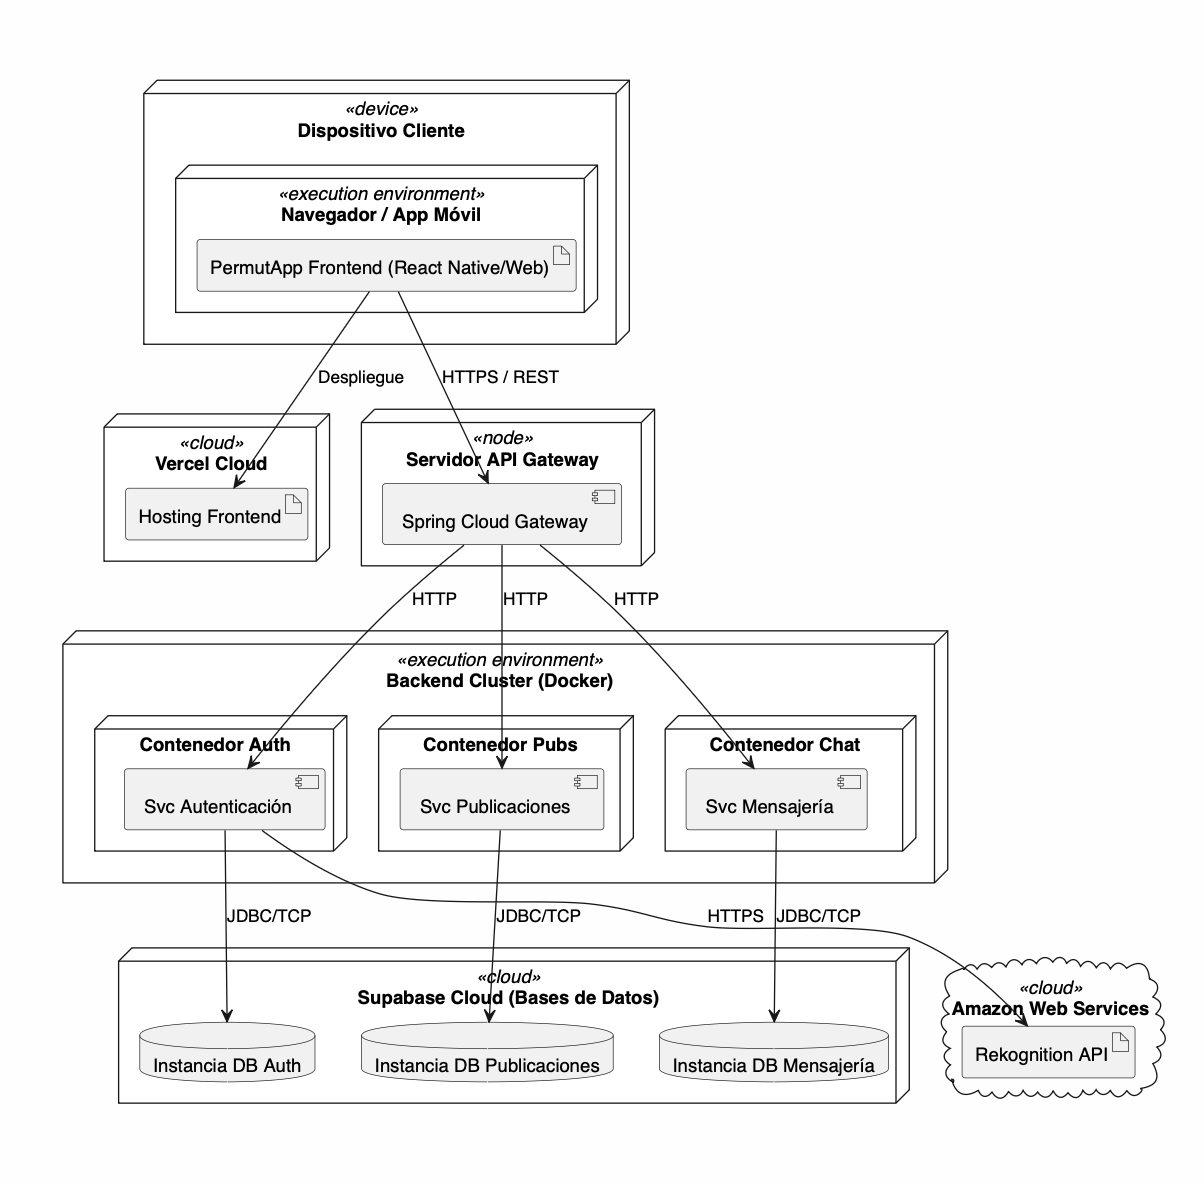 «device»
Dispositivo Cliente
«execution environment»
Navegador / App Móvil
PermutApp Frontend (React Native/Web)
Despliegue
HTTPS / REST
«cloud»
Vercel Cloud
Hosting Frontend
«node»
Servidor API Gateway
Spring Cloud Gateway
HTTP
HTTP
HTTP
«execution environment»
Backend Cluster (Docker)
Contenedor Auth
Svc Autenticación
Contenedor Pubs
Svc Publicaciones
Contenedor Chat
Svc Mensajería
JDBC/TCP
JDBC/TCP
HTTPS
JDBC/TCP
«cloud»
Supabase Cloud (Bases de Datos)
Instancia DB Auth
Instancia DB Publicaciones
Instancia DB Mensajería
«cloud»
Amazon Web Services
Rekognition API